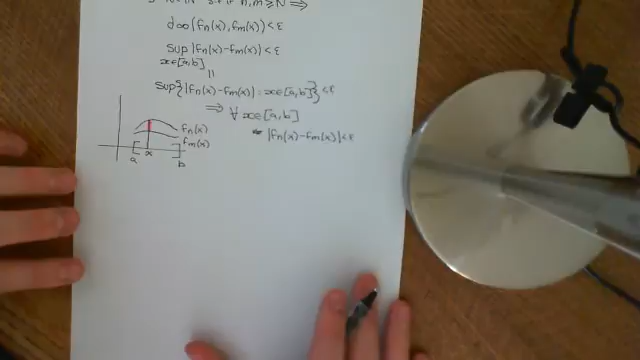 n,m≥N ⟹
d∞(fn(x),fm(x))<ε
sup|fn(x)-fm(x)|<ε
x∈[a,b]
||
sup{|fn(x)-fm(x)|:x∈[a,b]}<ε
⟹ ∀x∈[a,b]
|fn(x)-fm(x)|<ε
fn(x)
fm(x)
[ x ]
a b